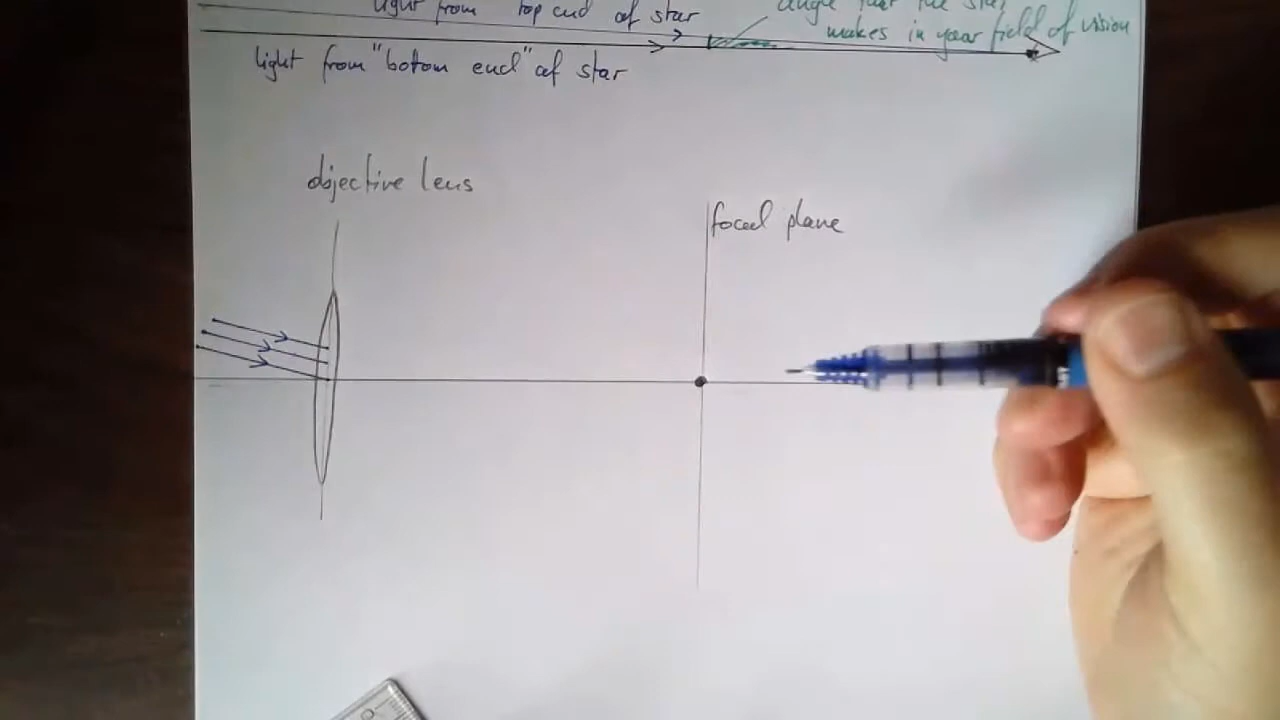 light from top end of star
angle that the star
makes in your field of vision
light from "botom end" of star
objective lens
focal plane